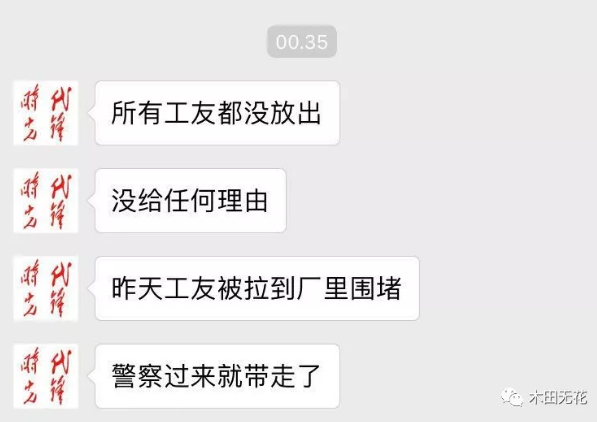 00.35
时代先锋
所有工友都没放出
时代先锋
没给任何理由
时代先锋
昨天工友被拉到厂里围堵
时代先锋
警察过来就带走了
木田无花